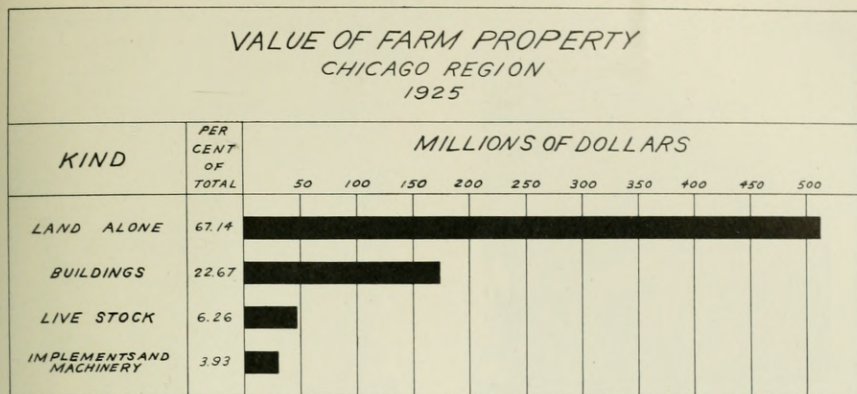 VALUE OF FARM PROPERTY
CHICAGO REGION
1925
KIND
PER
CENT
OF
TOTAL
MILLIONS OF DOLLARS
50 100 150 200 250 300 350 400 450 500
LAND ALONE 67.14
BUILDINGS 22.67
LIVE STOCK 6.26
IMPLEMENTS AND
MACHINERY 3.93